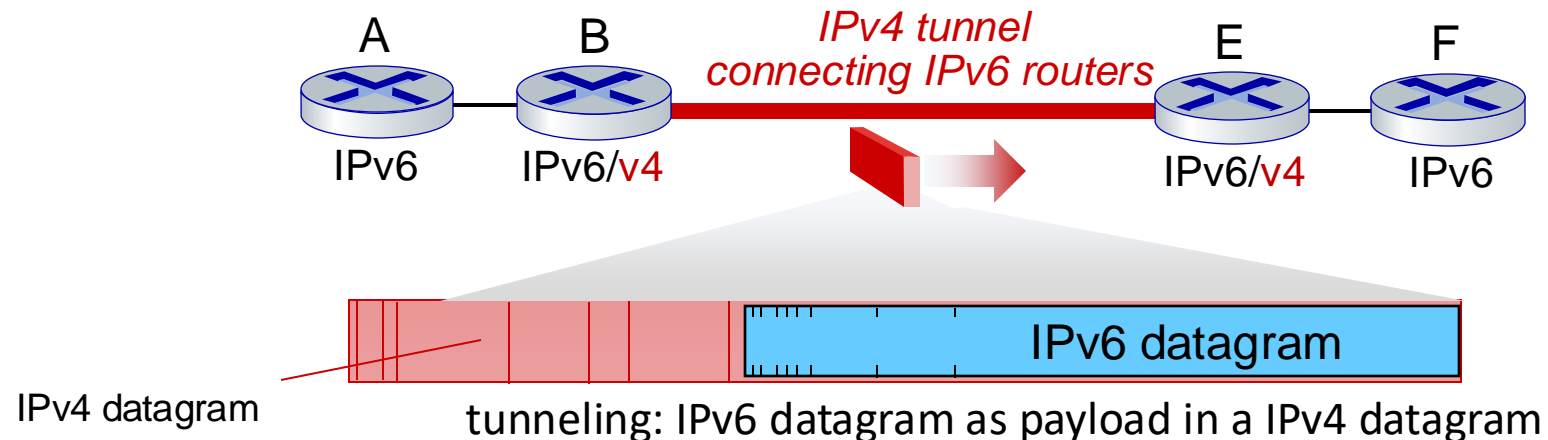 A
B
IPv4 tunnel
connecting IPv6 routers
E
F
IPv6
IPv6/v4
IPv6/v4
IPv6
IPv6 datagram
IPv4 datagram
tunneling: IPv6 datagram as payload in a IPv4 datagram